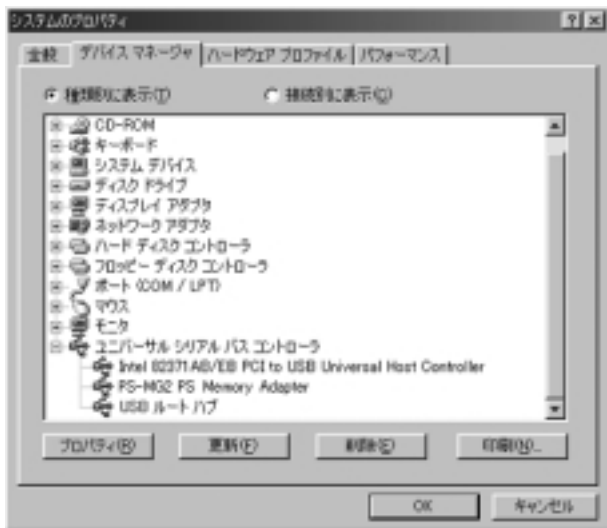 システムのプロパティ
全般 デバイス マネージャ ハードウェア プロファイル パフォーマンス
種類別に表示(T) 接続別に表示(C)
CD-ROM
キーボード
システム デバイス
ディスク ドライブ
ディスプレイ アダプタ
ネットワーク アダプタ
ハード ディスク コントローラ
フロッピー ディスク コントローラ
ポート (COM / LPT)
マウス
モニタ
ユニバーサル シリアル バス コントローラ
Intel 82371AB/EB PCI to USB Universal Host Controller
PS-MG2 PS Memory Adapter
USB ルート ハブ
プロパティ(R) 更新(F) 削除(E) 印刷(N)...
OK キャンセル